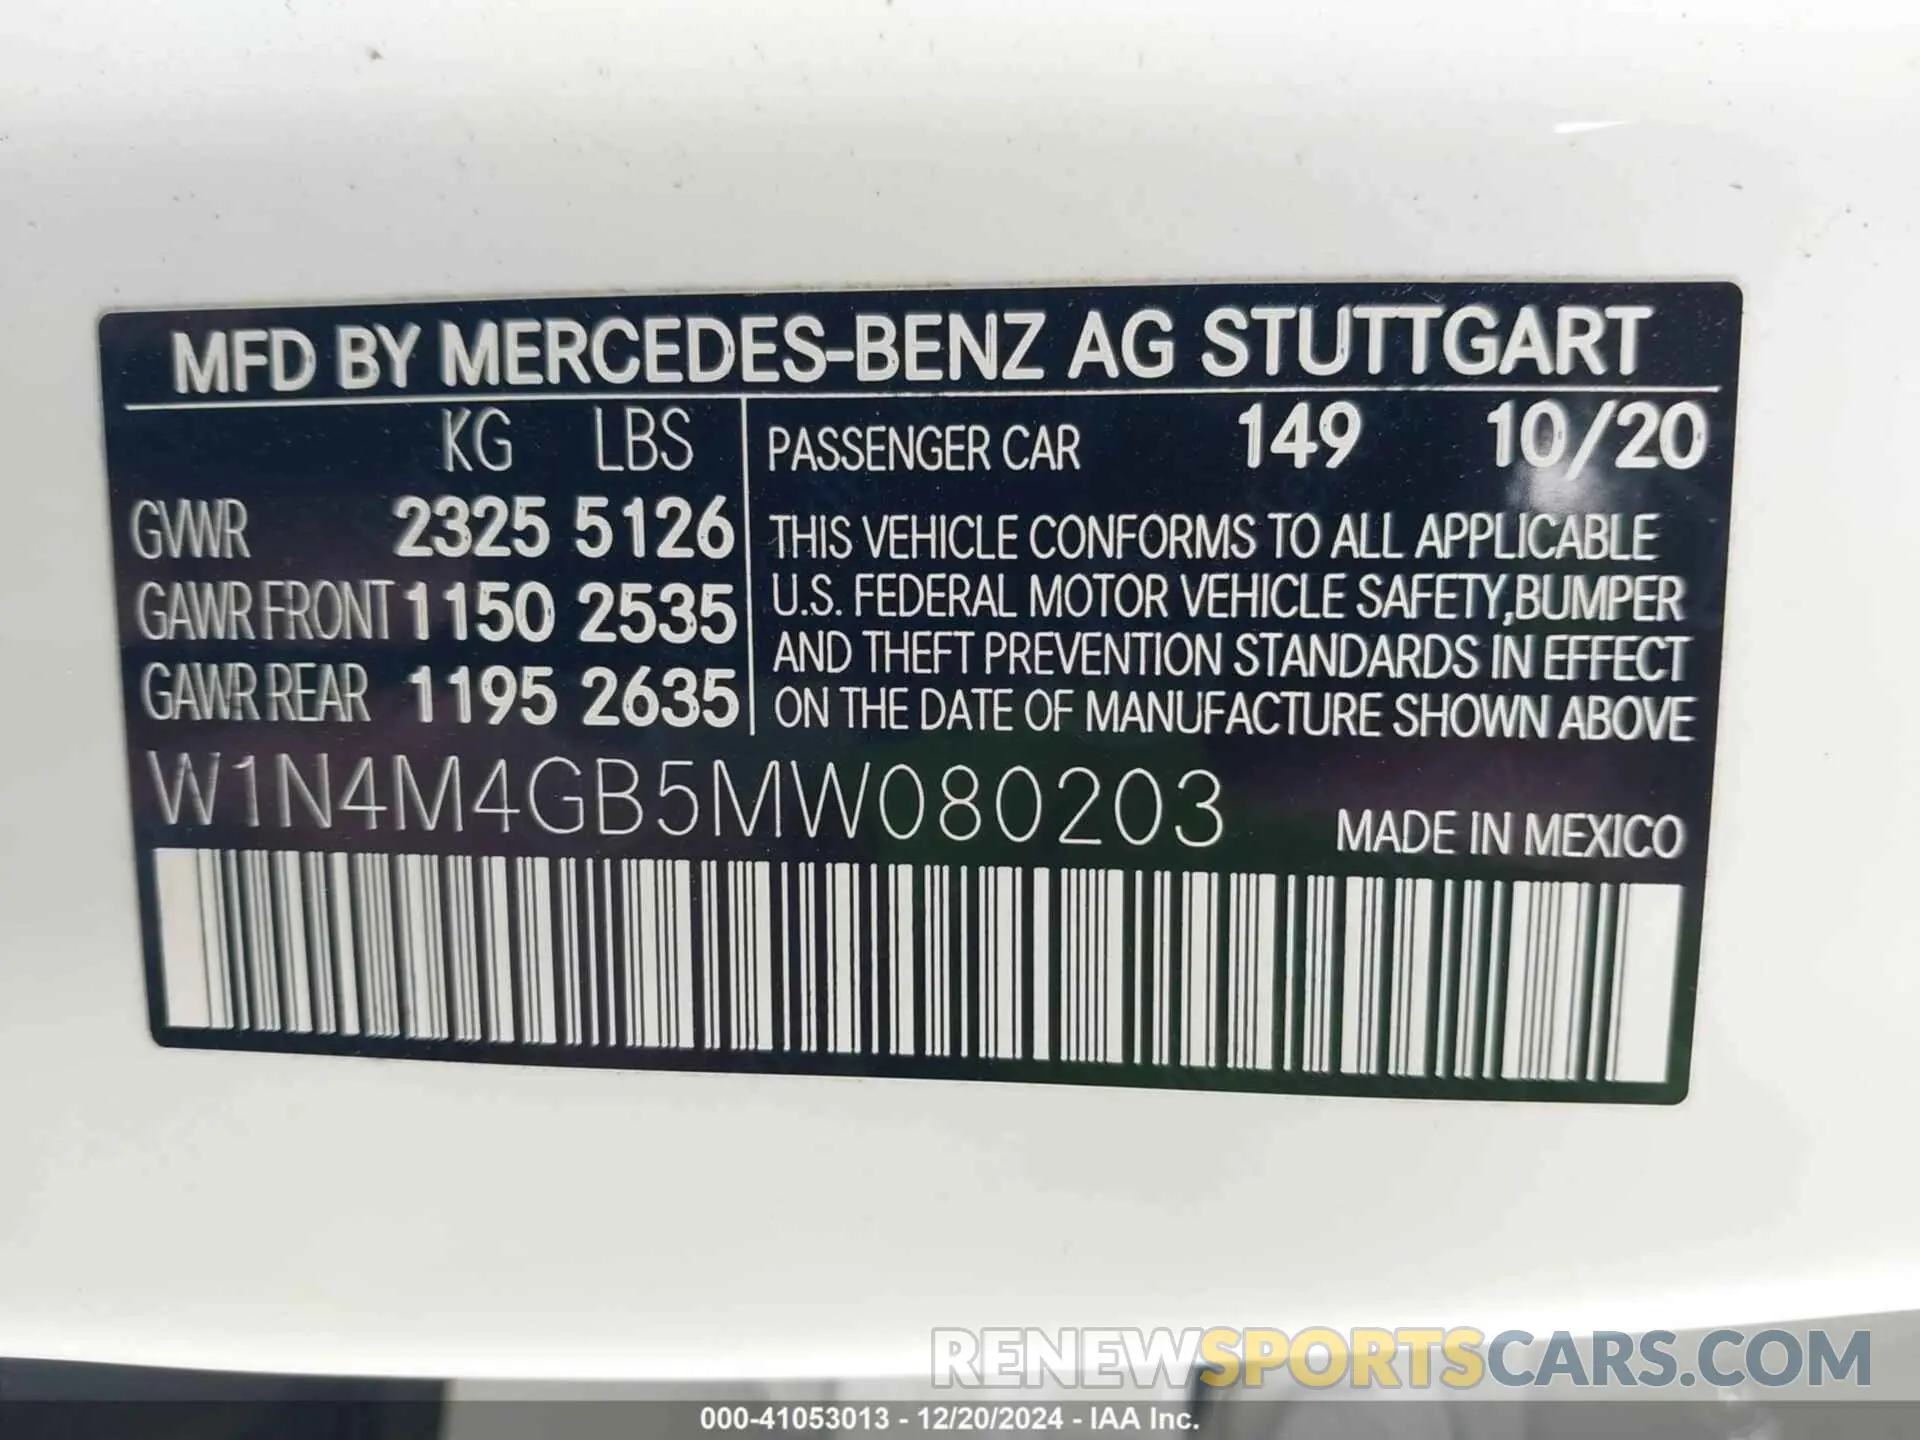 MFD BY MERCEDES-BENZ AG STUTTGART
KG LBS
GVWR 2325 5126
GAWR FRONT 1150 2535
GAWR REAR 1195 2635
PASSENGER CAR 149 10/20
THIS VEHICLE CONFORMS TO ALL APPLICABLE
U.S. FEDERAL MOTOR VEHICLE SAFETY, BUMPER
AND THEFT PREVENTION STANDARDS IN EFFECT
ON THE DATE OF MANUFACTURE SHOWN ABOVE
W1N4M4GB5MW080203
MADE IN MEXICO
RENEWSPORTSCARS.COM
000-41053013 - 12/20/2024 - IAA Inc.